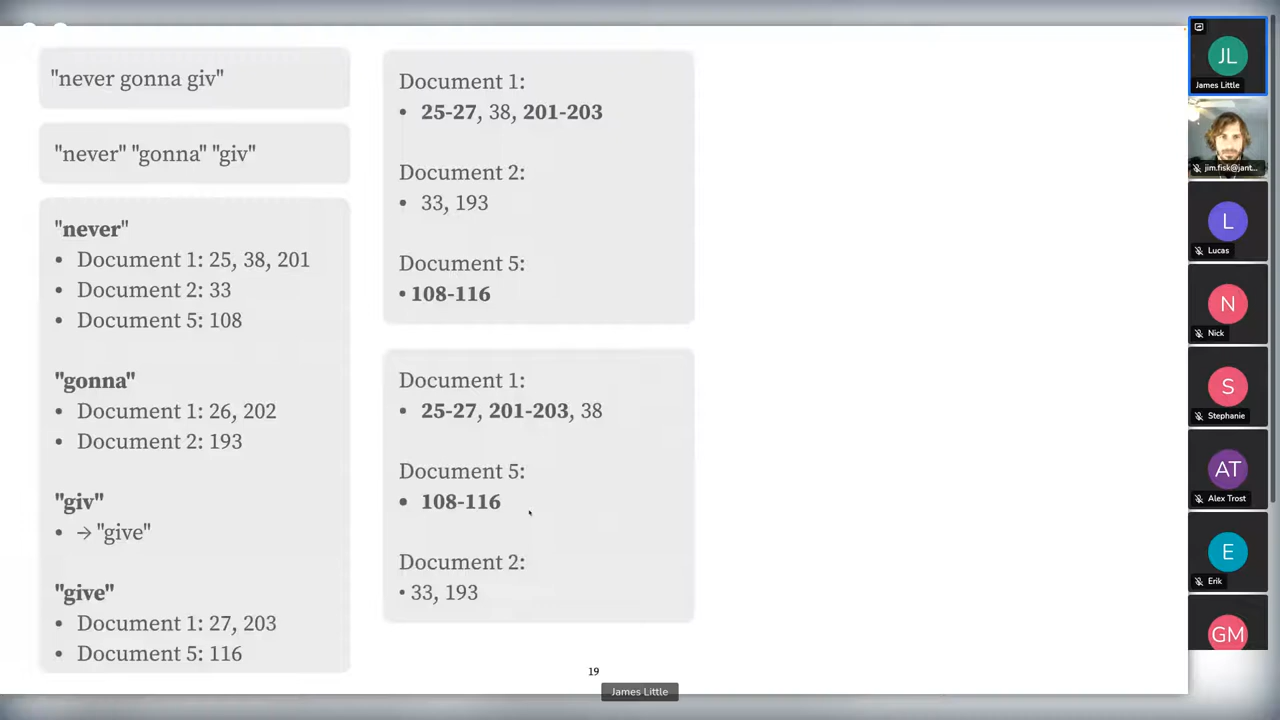 "never gonna giv"
"never" "gonna" "giv"
"never"
• Document 1: 25, 38, 201
• Document 2: 33
• Document 5: 108
"gonna"
• Document 1: 26, 202
• Document 2: 193
"giv"
• → "give"
"give"
• Document 1: 27, 203
• Document 5: 116
Document 1:
• 25-27, 38, 201-203
Document 2:
• 33, 193
Document 5:
• 108-116
Document 1:
• 25-27, 201-203, 38
Document 5:
• 108-116
Document 2:
• 33, 193
19
James Little
JL
James Little
jim.fisk@jant...
L
Lucas
N
Nick
S
Stephanie
AT
Alex Trost
E
Erik
GM